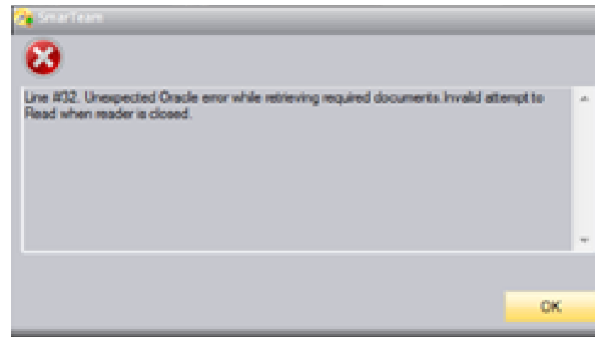 SmarTeam
Line #32. Unexpected Oracle error while retrieving required documents.Invalid attempt to
Read when reader is closed.
OK